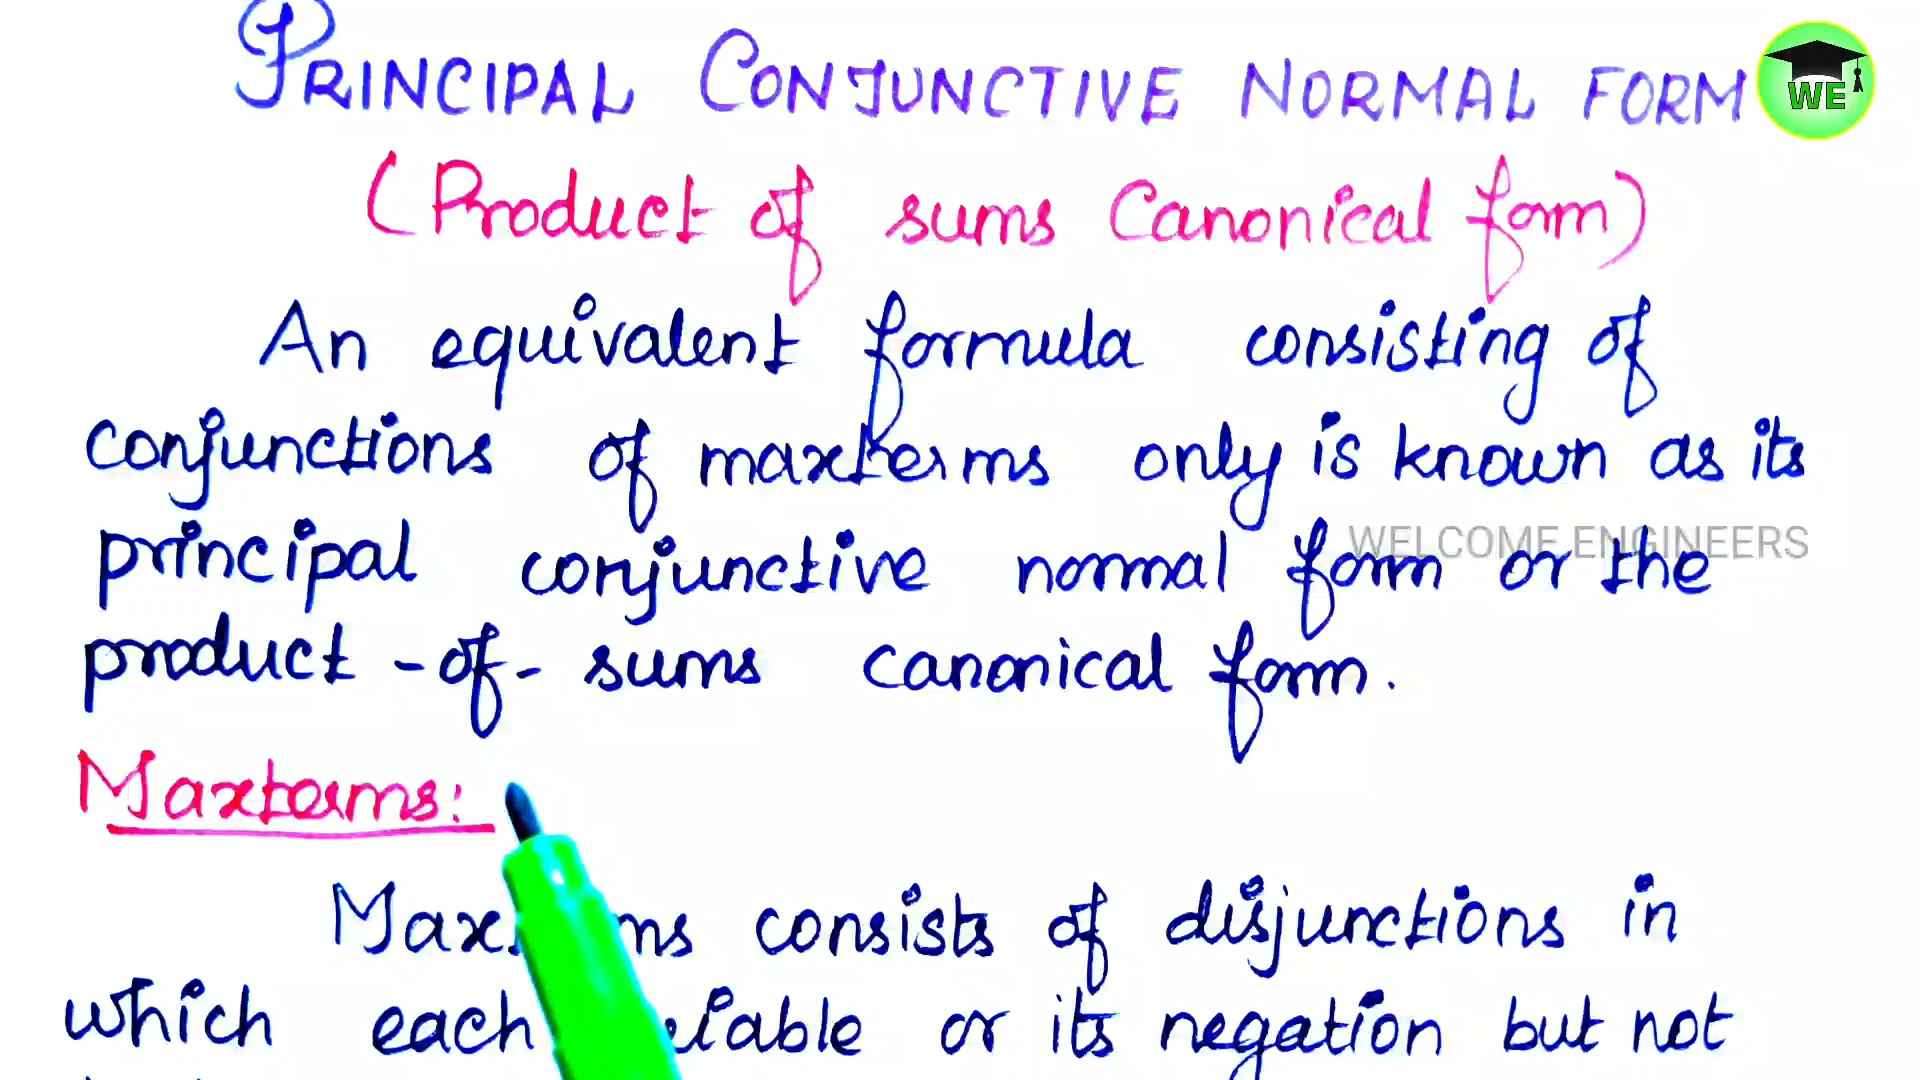 PRINCIPAL CONJUNCTIVE NORMAL FORM
WE
(Product of sums Canonical form)
An equivalent formula consisting of
conjunctions of maxterms only is known as its
WELCOME ENGINEERS
principal conjunctive normal form or the
product-of-sums canonical form.
Maxterms:
consists of disjunctions in
which each or its negation but not